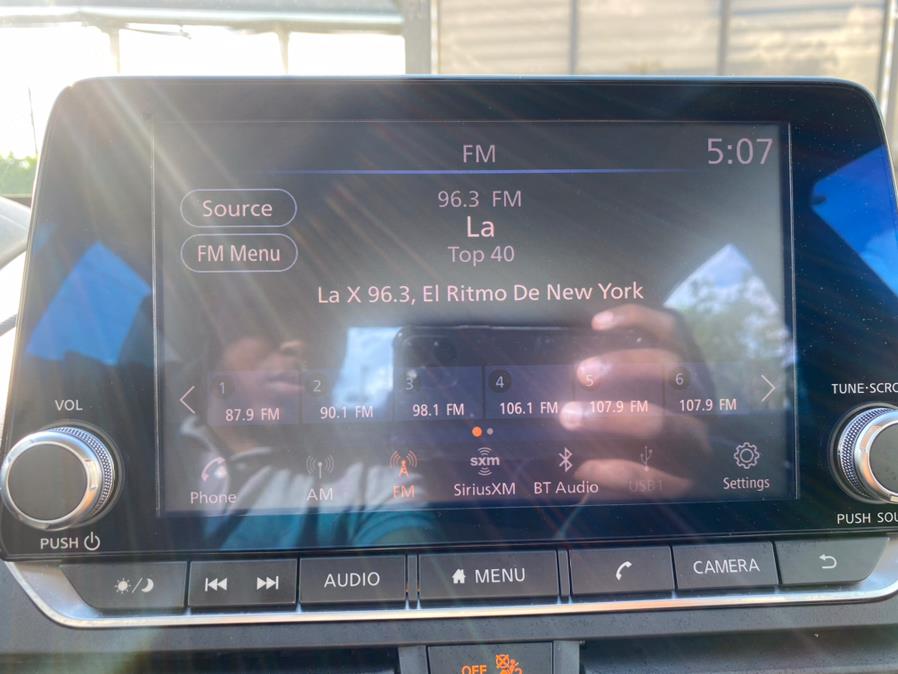 FM
5:07
Source
96.3 FM
La
FM Menu
Top 40
La X 96.3, El Ritmo De New York
1 2 3 4 5 6
87.9 FM 90.1 FM 98.1 FM 106.1 FM 107.9 FM 107.9 FM
VOL
TUNE·SCRO
Phone AM FM sxm SiriusXM BT Audio USB1 Settings
PUSH
PUSH SOU
AUDIO MENU CAMERA
OFF